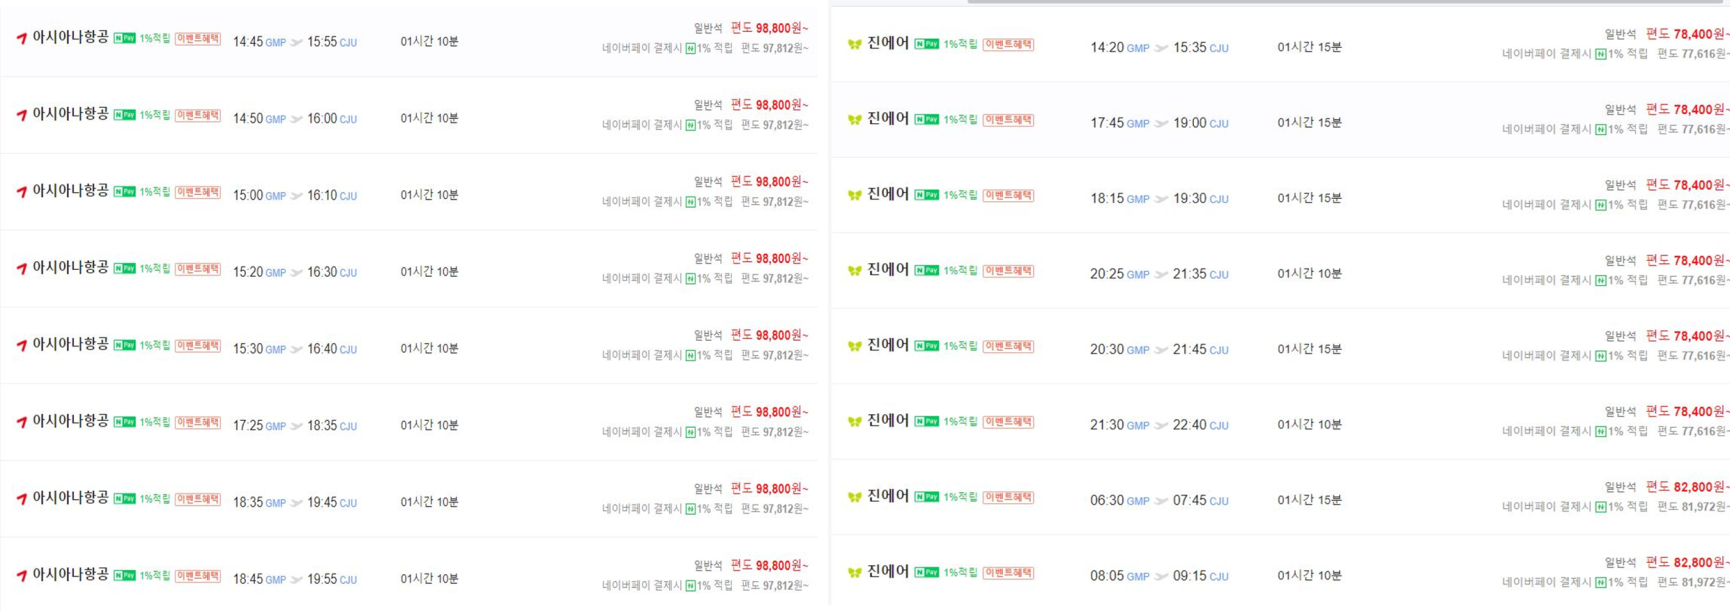 아시아나항공 N Pay 1%적립 이벤트혜택 14:45 GMP 15:55 CJU 01시간 10분 일반석 편도 98,800원~
네이버페이 결제시 N 1% 적립 편도 97,812원~
아시아나항공 N Pay 1%적립 이벤트혜택 14:50 GMP 16:00 CJU 01시간 10분 일반석 편도 98,800원~
네이버페이 결제시 N 1% 적립 편도 97,812원~
아시아나항공 N Pay 1%적립 이벤트혜택 15:00 GMP 16:10 CJU 01시간 10분 일반석 편도 98,800원~
네이버페이 결제시 N 1% 적립 편도 97,812원~
아시아나항공 N Pay 1%적립 이벤트혜택 15:20 GMP 16:30 CJU 01시간 10분 일반석 편도 98,800원~
네이버페이 결제시 N 1% 적립 편도 97,812원~
아시아나항공 N Pay 1%적립 이벤트혜택 15:30 GMP 16:40 CJU 01시간 10분 일반석 편도 98,800원~
네이버페이 결제시 N 1% 적립 편도 97,812원~
아시아나항공 N Pay 1%적립 이벤트혜택 17:25 GMP 18:35 CJU 01시간 10분 일반석 편도 98,800원~
네이버페이 결제시 N 1% 적립 편도 97,812원~
아시아나항공 N Pay 1%적립 이벤트혜택 18:35 GMP 19:45 CJU 01시간 10분 일반석 편도 98,800원~
네이버페이 결제시 N 1% 적립 편도 97,812원~
아시아나항공 N Pay 1%적립 이벤트혜택 18:45 GMP 19:55 CJU 01시간 10분 일반석 편도 98,800원~
네이버페이 결제시 N 1% 적립 편도 97,812원~
진에어 N Pay 1%적립 이벤트혜택 14:20 GMP 15:35 CJU 01시간 15분 일반석 편도 78,400원~
네이버페이 결제시 N 1% 적립 편도 77,616원~
진에어 N Pay 1%적립 이벤트혜택 17:45 GMP 19:00 CJU 01시간 15분 일반석 편도 78,400원~
네이버페이 결제시 N 1% 적립 편도 77,616원~
진에어 N Pay 1%적립 이벤트혜택 18:15 GMP 19:30 CJU 01시간 15분 일반석 편도 78,400원~
네이버페이 결제시 N 1% 적립 편도 77,616원~
진에어 N Pay 1%적립 이벤트혜택 20:25 GMP 21:35 CJU 01시간 10분 일반석 편도 78,400원~
네이버페이 결제시 N 1% 적립 편도 77,616원~
진에어 N Pay 1%적립 이벤트혜택 20:30 GMP 21:45 CJU 01시간 15분 일반석 편도 78,400원~
네이버페이 결제시 N 1% 적립 편도 77,616원~
진에어 N Pay 1%적립 이벤트혜택 21:30 GMP 22:40 CJU 01시간 10분 일반석 편도 78,400원~
네이버페이 결제시 N 1% 적립 편도 77,616원~
진에어 N Pay 1%적립 이벤트혜택 06:30 GMP 07:45 CJU 01시간 15분 일반석 편도 82,800원~
네이버페이 결제시 N 1% 적립 편도 81,972원~
진에어 N Pay 1%적립 이벤트혜택 08:05 GMP 09:15 CJU 01시간 10분 일반석 편도 82,800원~
네이버페이 결제시 N 1% 적립 편도 81,972원~